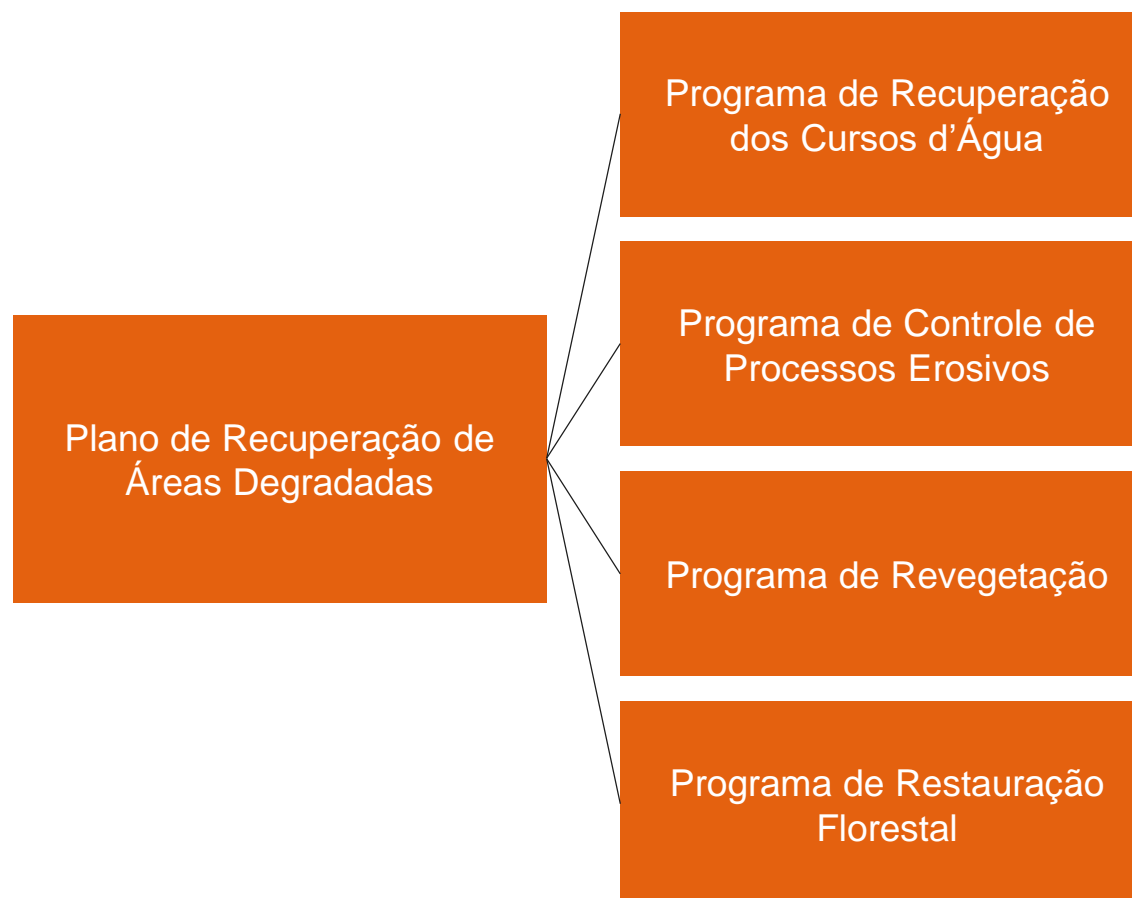 Plano de Recuperação de
Áreas Degradadas
Programa de Recuperação
dos Cursos d’Água
Programa de Controle de
Processos Erosivos
Programa de Revegetação
Programa de Restauração
Florestal